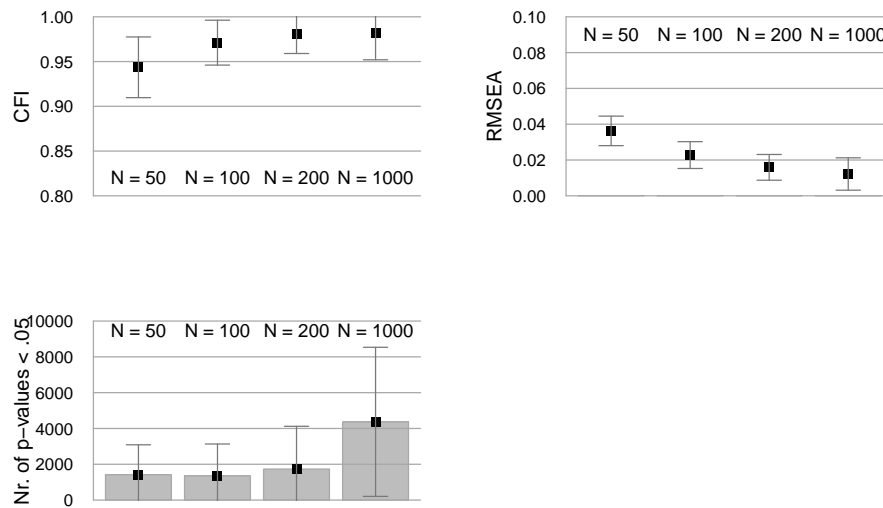 1.00
0.95
0.90
0.85
0.80
CFI
N = 50 N = 100 N = 200 N = 1000
0.10
0.08
0.06
0.04
0.02
0.00
RMSEA
N = 50 N = 100 N = 200 N = 1000
10000
8000
6000
4000
2000
0
Nr. of p−values < .05
N = 50 N = 100 N = 200 N = 1000